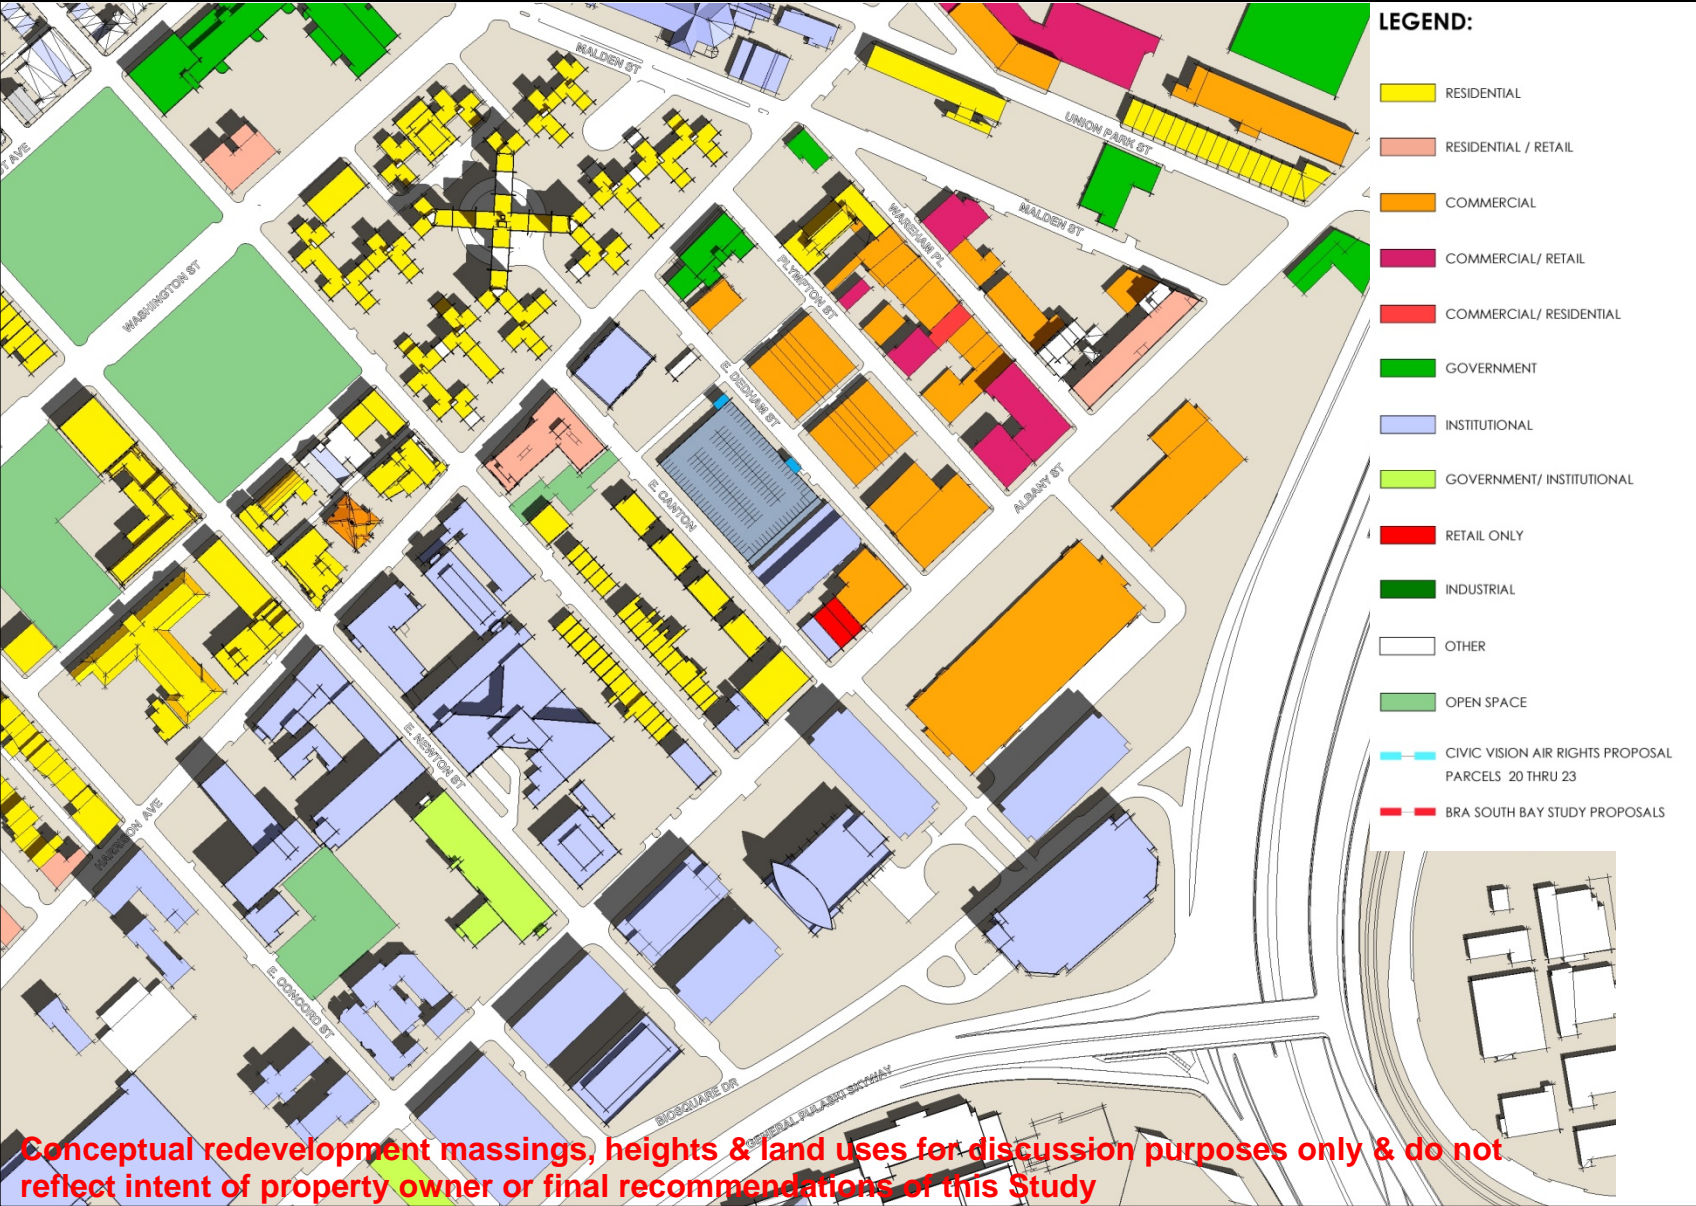 LEGEND:
RESIDENTIAL
RESIDENTIAL / RETAIL
COMMERCIAL
COMMERCIAL/ RETAIL
COMMERCIAL/ RESIDENTIAL
GOVERNMENT
INSTITUTIONAL
GOVERNMENT/ INSTITUTIONAL
RETAIL ONLY
INDUSTRIAL
OTHER
OPEN SPACE
CIVIC VISION AIR RIGHTS PROPOSAL
PARCELS 20 THRU 23
BRA SOUTH BAY STUDY PROPOSALS
MALDEN ST
UNION PARK ST
AVE
WASHINGTON ST
WAREHAM PL
MALDEN ST
PLYMPTON ST
E. DEDHAM ST
E. CANTON
ALBANY ST
E. NEWTON ST
HARRISON AVE
E. CONCORD ST
BIOSQUARE DR
GENERAL PULASKI SKYWAY
Conceptual redevelopment massings, heights & land uses for discussion purposes only & do not
reflect intent of property owner or final recommendations of this Study